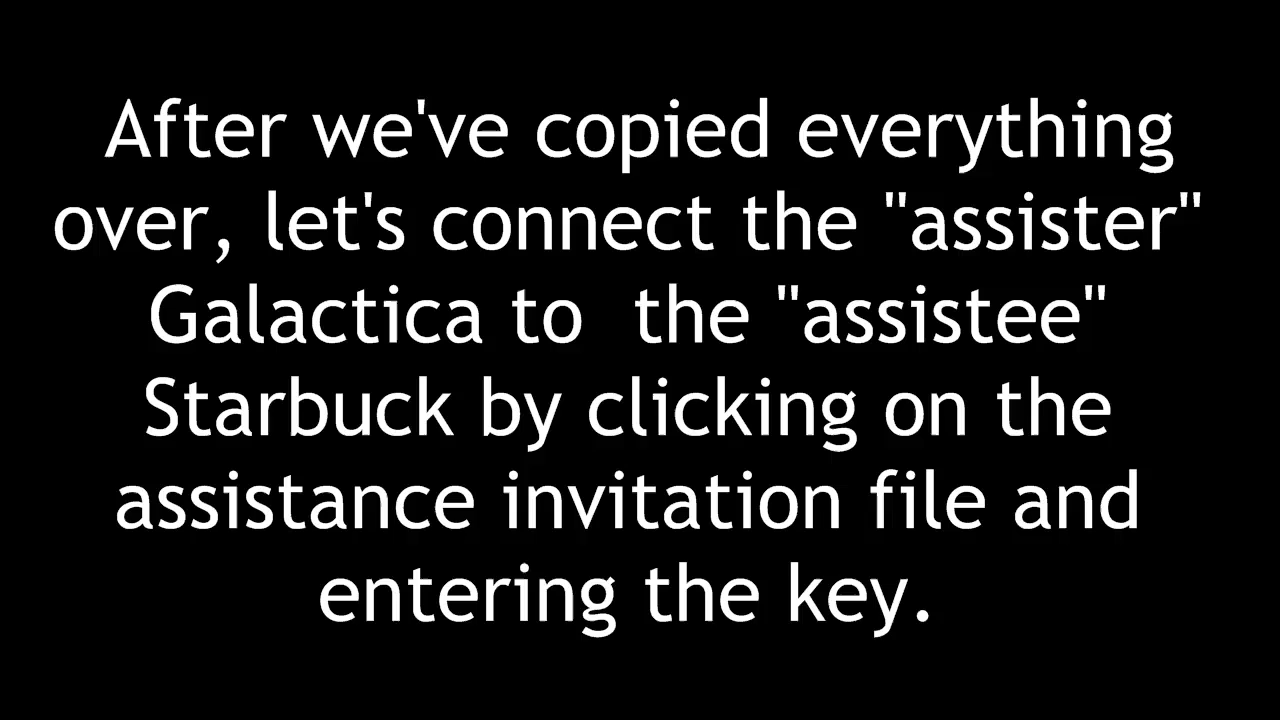 After we've copied everything
over, let's connect the "assister"
Galactica to  the "assistee"
Starbuck by clicking on the
assistance invitation file and
entering the key.